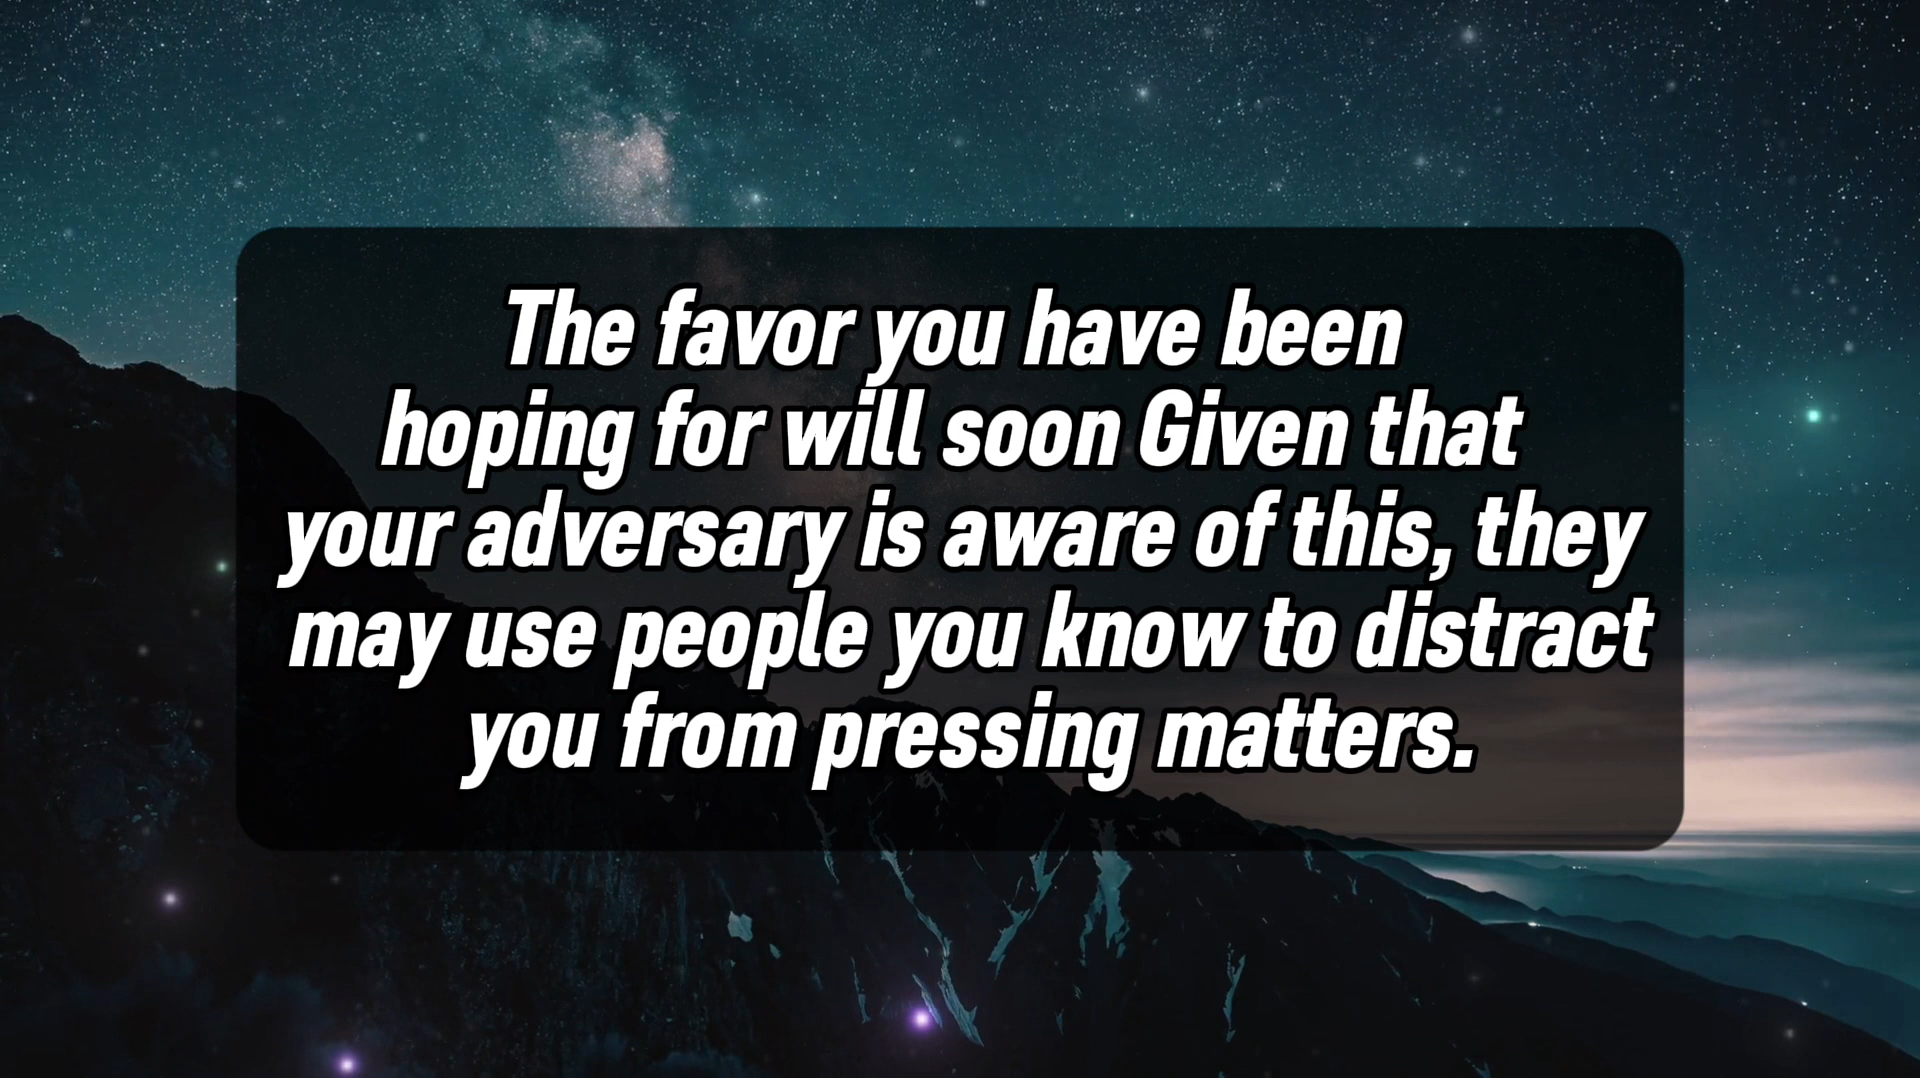 The favor you have been
hoping for will soon Given that
your adversary is aware of this, they
may use people you know to distract
you from pressing matters.